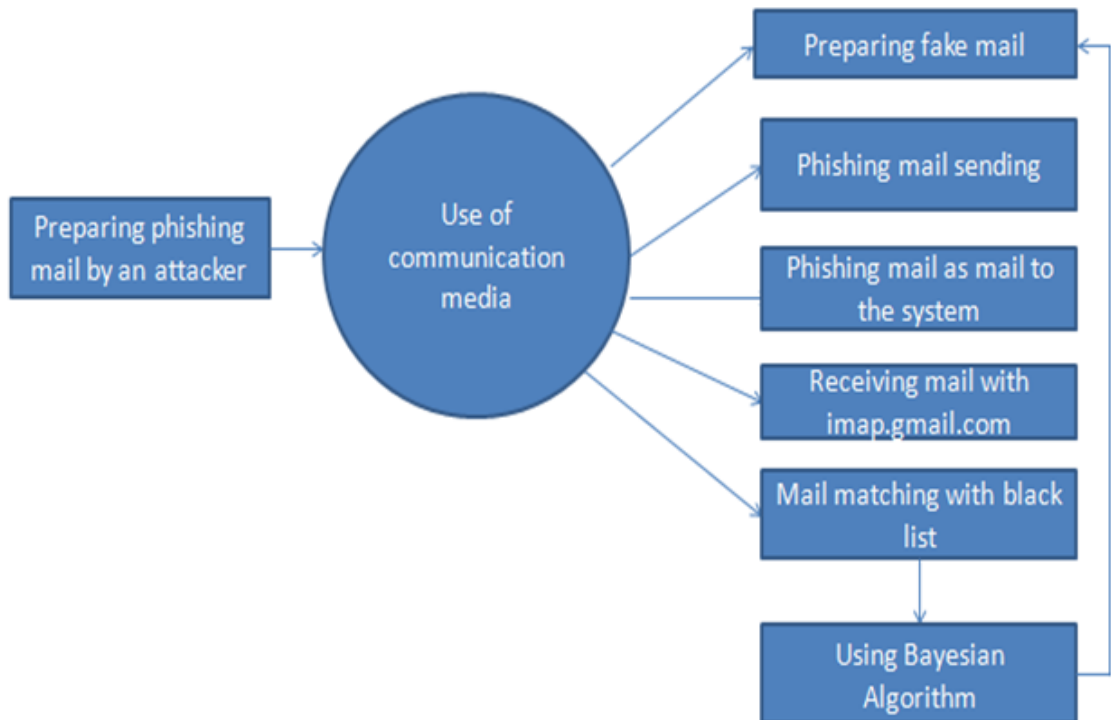 Preparing phishing
mail by an attacker
Use of
communication
media
Preparing fake mail
Phishing mail sending
Phishing mail as mail to
the system
Receiving mail with
imap.gmail.com
Mail matching with black
list
Using Bayesian
Algorithm